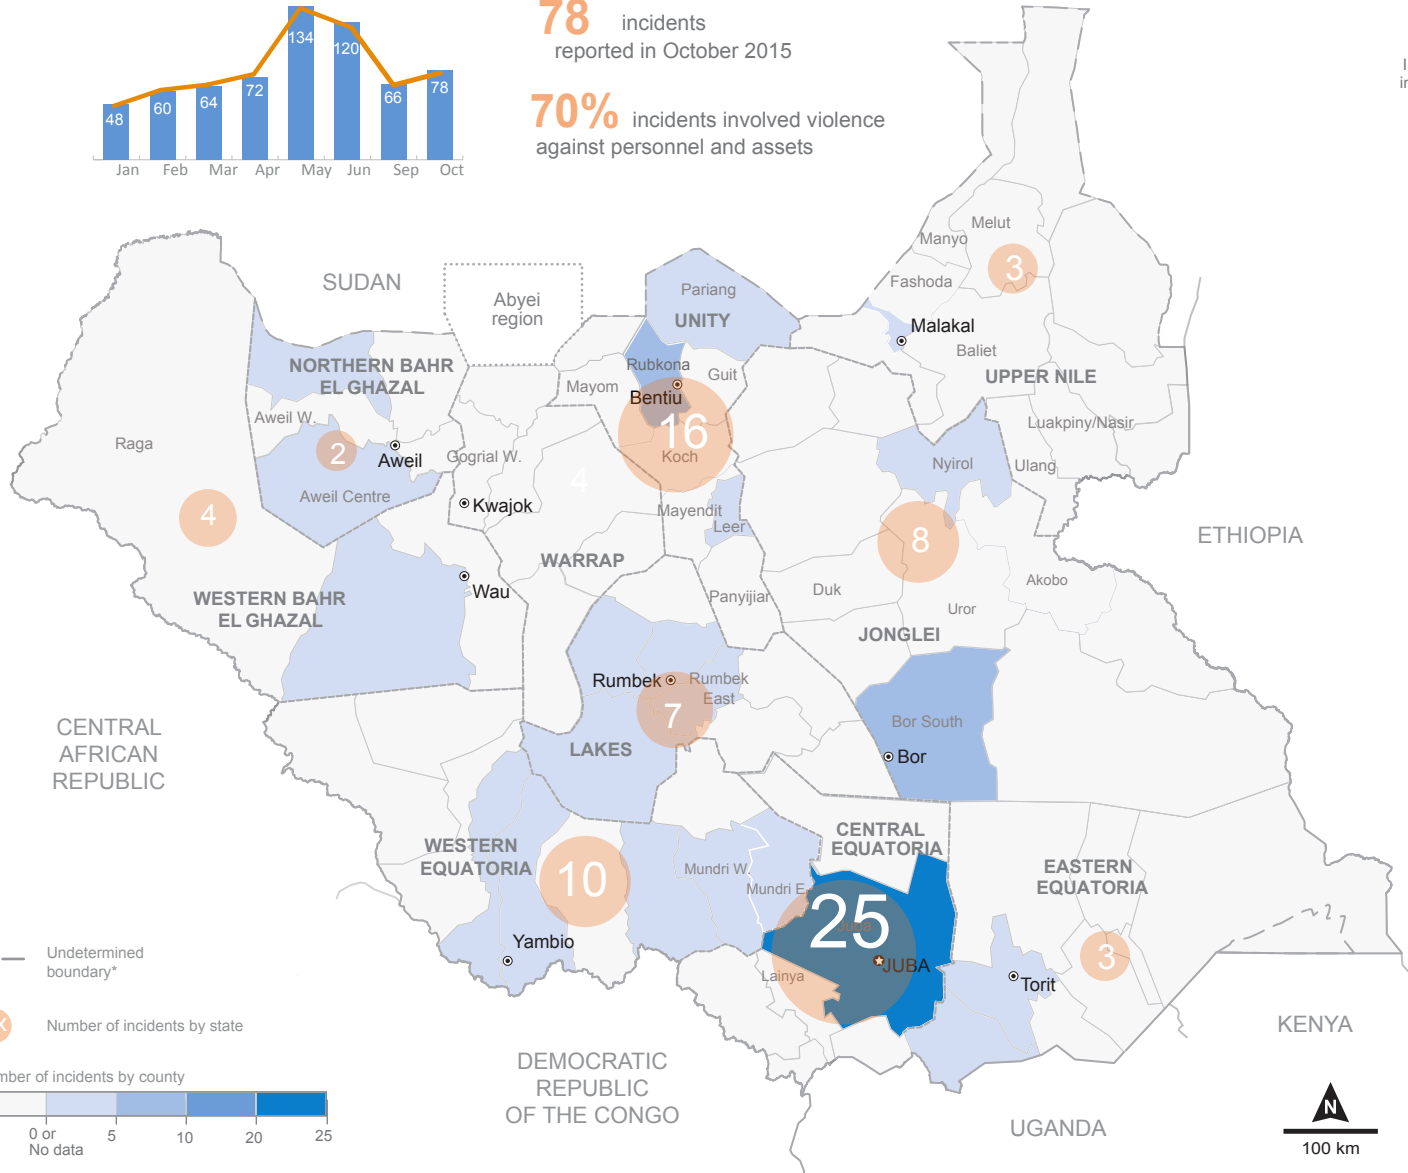 134
120
78
72
66
64
60
48
Jan
Feb
Mar
Apr
May
Jun
Sep
Oct
78 incidents
reported in October 2015
70% incidents involved violence
against personnel and assets
SUDAN
Abyei
region
Pariang
UNITY
Melut
Manyo
3
Fashoda
Malakal
Baliet
UPPER NILE
Luakpiny/Nasir
Ulang
NORTHERN BAHR
EL GHAZAL
Aweil W.
2
Aweil
Aweil Centre
Raga
4
Gogrial W.
Kwajok
4
Mayom
Rubkona
Guit
Bentiu
16
Koch
Mayendit
Leer
Nyirol
8
ETHIOPIA
WARRAP
Wau
WESTERN BAHR
EL GHAZAL
Panyijiar
Duk
Uror
Akobo
JONGLEI
Rumbek
Rumbek
East
7
LAKES
Bor South
Bor
CENTRAL
AFRICAN
REPUBLIC
WESTERN
EQUATORIA
10
Yambio
Mundri W.
Mundri E.
CENTRAL
EQUATORIA
25
Juba
JUBA
Lainya
EASTERN
EQUATORIA
3
Torit
KENYA
UGANDA
DEMOCRATIC
REPUBLIC
OF THE CONGO
Undetermined
boundary*
Number of incidents by state
mber of incidents by county
0 or
No data
5
10
20
25
N
100 km